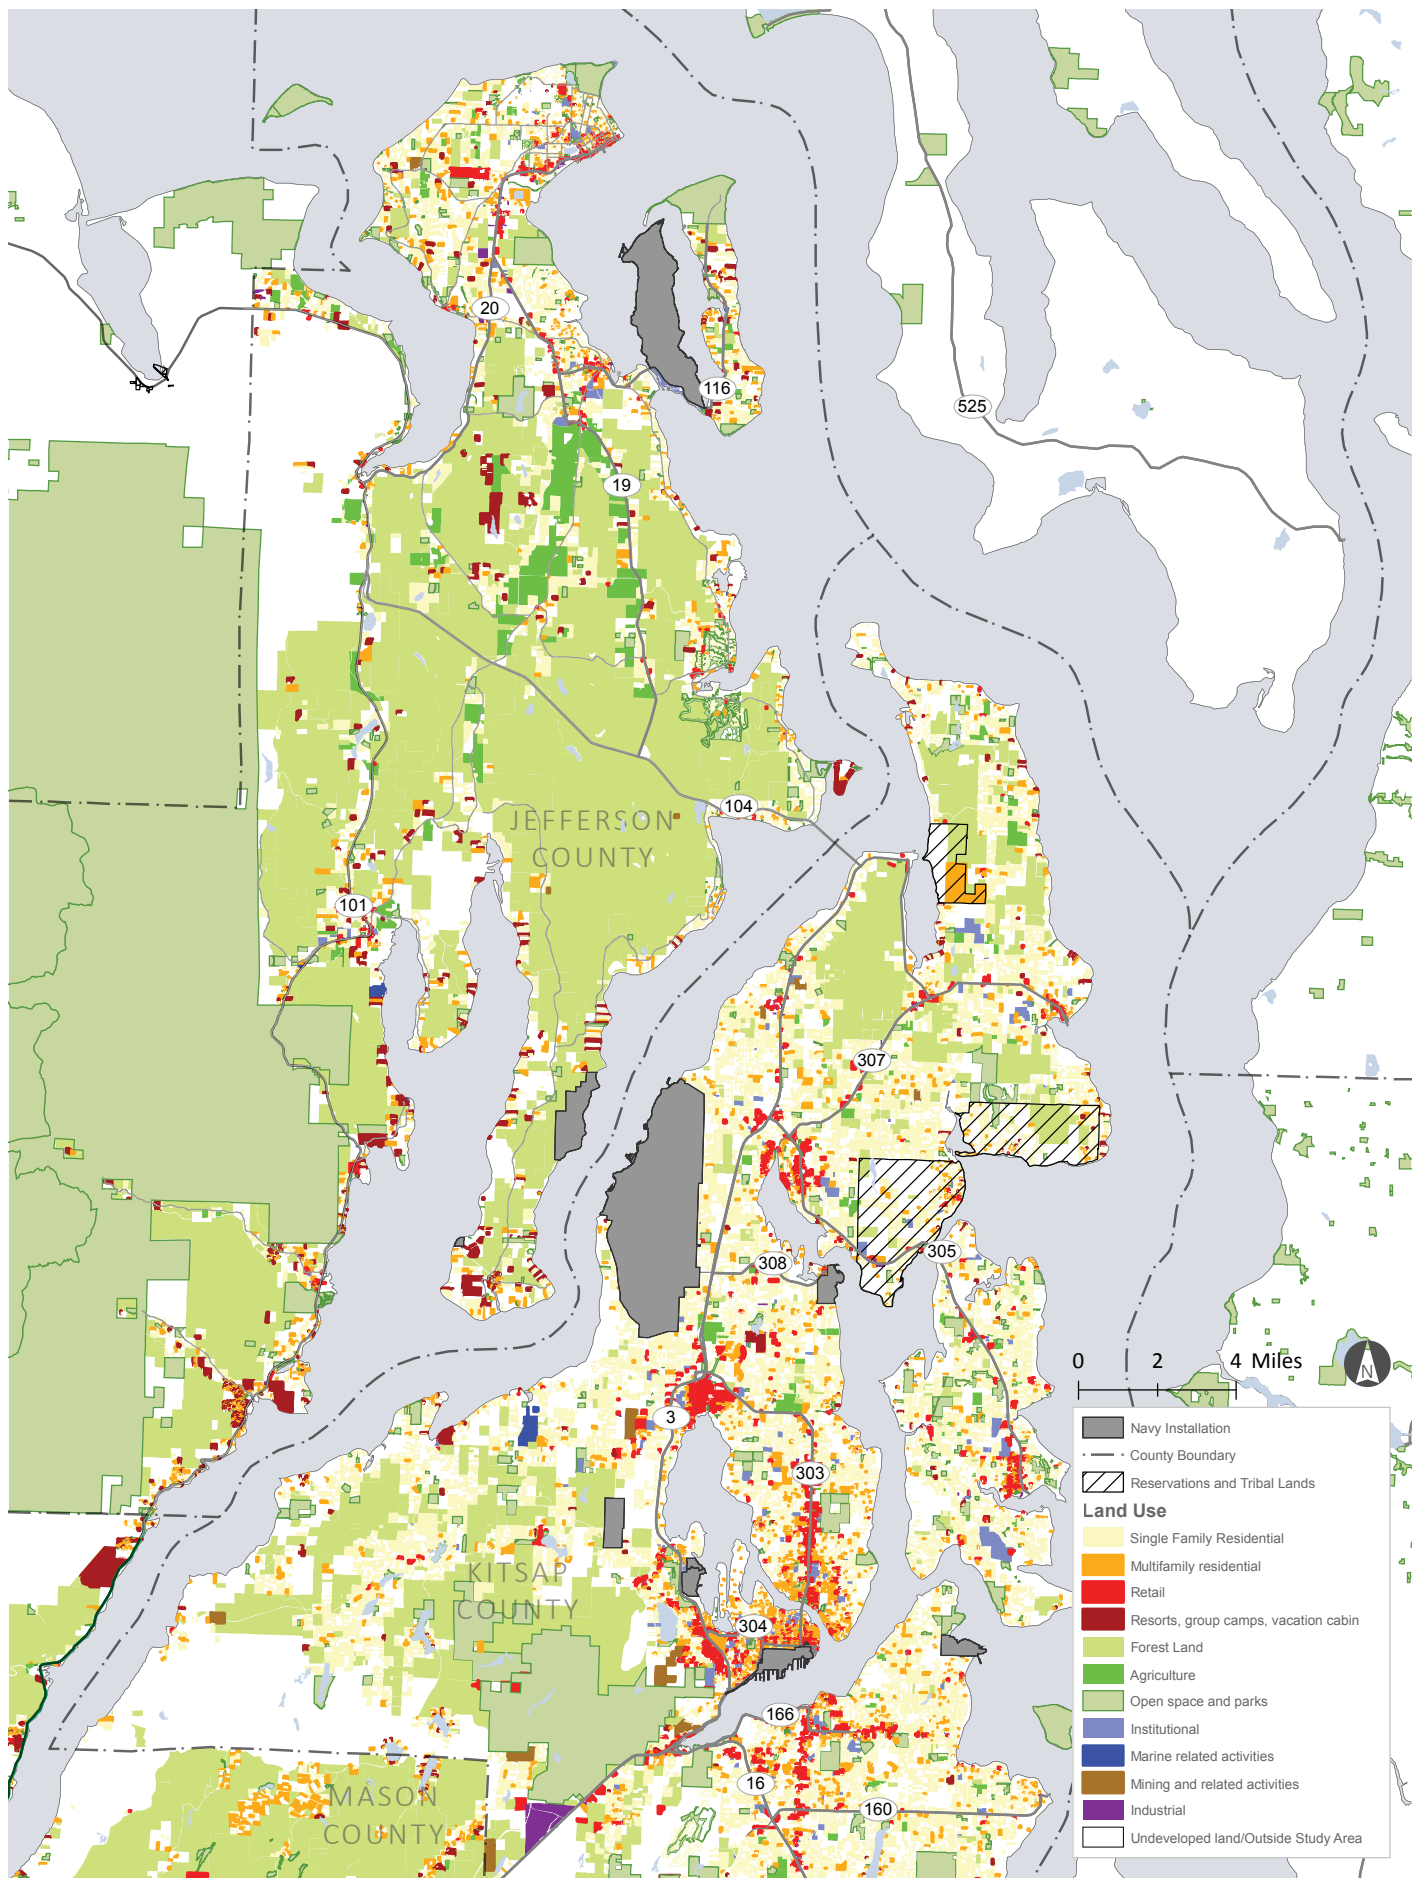 20
116
525
19
JEFFERSON
COUNTY
104
101
307
305
308
0 2 4 Miles
N
3
303
KITSAP
COUNTY
304
166
16
160
MASON
COUNTY
Navy Installation
County Boundary
Reservations and Tribal Lands
Land Use
Single Family Residential
Multifamily residential
Retail
Resorts, group camps, vacation cabin
Forest Land
Agriculture
Open space and parks
Institutional
Marine related activities
Mining and related activities
Industrial
Undeveloped land/Outside Study Area